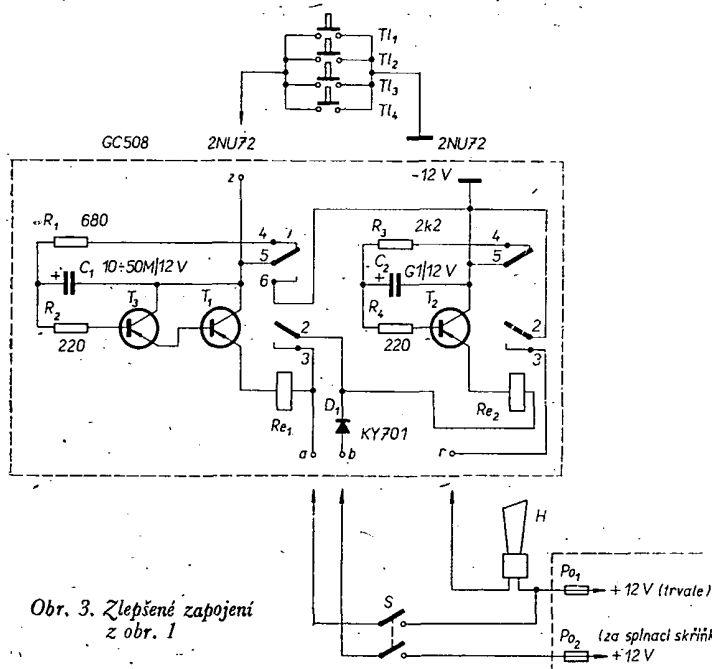 Tl1
Tl2
Tl3
Tl4
GC508
2NU72
2NU72
z
-12 V
R1
680
4
5
6
R3
2k2
4
5
+
C1
10÷50M/12 V
+
C2
G1/12 V
R2
T3
T1
R4
T2
220
2
3
220
2
3
Re1
D1
KY701
Re2
a
b
r
H
S
Po1
+ 12 V (trvale)
Po2
(za spínací skříňk
+12 V
Obr. 3. Zlepšené zapojení
z obr. 1